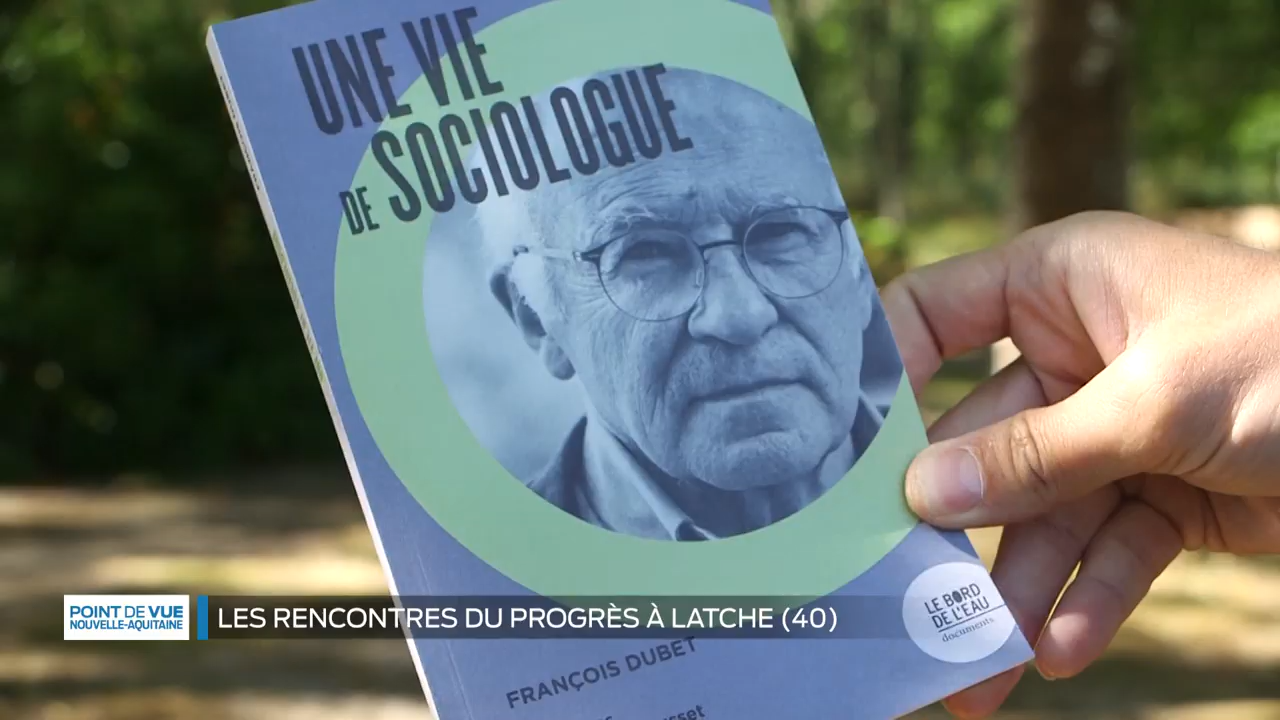 UNE VIE
DE SOCIOLOGUE
LE BORD
DE L'EAU
documents
POINT DE VUE
NOUVELLE-AQUITAINE
LES RENCONTRES DU PROGRÈS À LATCHE (40)
FRANÇOIS DUBET